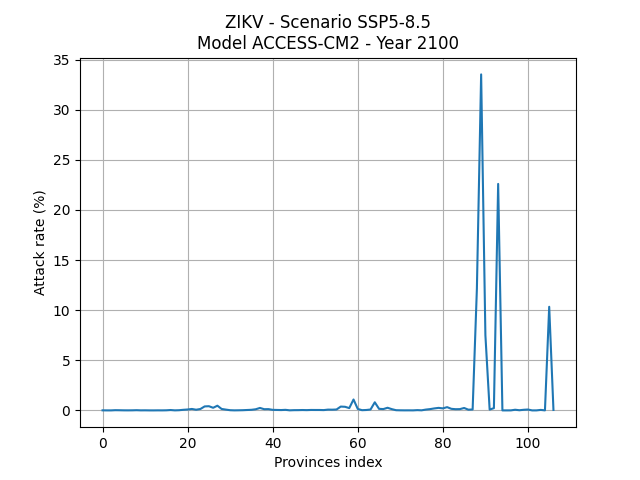 ZIKV - Scenario SSP5-8.5
Model ACCESS-CM2 - Year 2100
35
30
25
20
15
10
5
0
Attack rate (%)
0 20 40 60 80 100
Provinces index